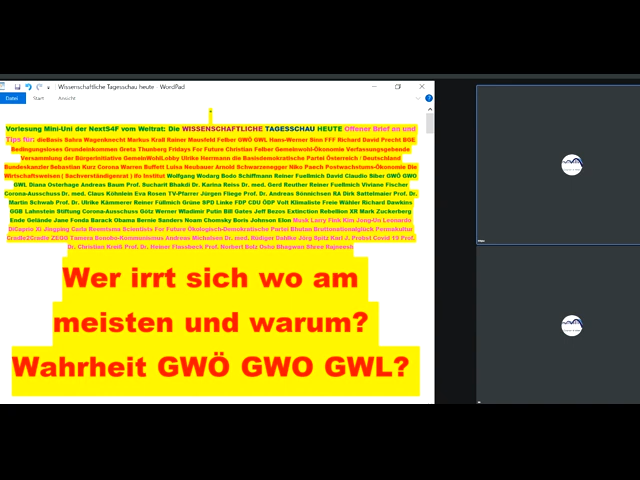 Wissenschaftliche Tagesschau heute - WordPad
Datei Start Ansicht
Vorlesung Mini-Uni der NextS4F vom Weltrat: Die WISSENSCHAFTLICHE TAGESSCHAU HEUTE Offener Brief an und
Tips für: dieBasis Sahra Wagenknecht Markus Krall Rainer Mausfeld Felber GWÖ GWL Hans-Werner Sinn FFF Richard David Precht BGE
Bedingungsloses Grundeinkommen Greta Thunberg Fridays For Future Christian Felber Gemeinwohl-Ökonomie Verfassungsgebende
Versammlung der Bürgerinitiative GemeinWohlLobby Ulrike Herrmann die Basisdemokratische Partei Österreich / Deutschland
Bundeskanzler Sebastian Kurz Corona Warren Buffett Luisa Neubauer Arnold Schwarzenegger Niko Paech Postwachstums-Ökonomie Die
Wirtschaftsweisen ( Sachverständigenrat ) ifo Institut Wolfgang Wodarg Bodo Schiffmann Reiner Fuellmich David Claudio Siber GWÖ GWO
GWL Diana Osterhage Andreas Baum Prof. Sucharit Bhakdi Dr. Karina Reiss Dr. med. Gerd Reuther Reiner Fuellmich Viviane Fischer
Corona-Ausschuss Dr. med. Claus Köhnlein Eva Rosen TV-Pfarrer Jürgen Fliege Prof. Dr. Andreas Sönnichsen RA Dirk Sattelmaier Prof. Dr.
Martin Schwab Prof. Dr. Ulrike Kämmerer Reiner Füllmich Grüne SPD Linke FDP CDU ÖDP Volt Klimaliste Freie Wähler Richard Dawkins
GGB Lahnstein Stiftung Corona-Ausschuss Götz Werner Wladimir Putin Bill Gates Jeff Bezos Extinction Rebellion XR Mark Zuckerberg
Ende Gelände Jane Fonda Barack Obama Bernie Sanders Noam Chomsky Boris Johnson Elon Musk Larry Fink Kim Jong-Un Leonardo
DiCaprio Xi Jingping Carla Reemtsma Scientists For Future Ökologisch-Demokratische Partei Bhutan Bruttonationalglück Permakultur
Cradle2Cradle ZEGG Tamera Bonobo-Kommunismus Andreas Michalsen Dr. med. Rüdiger Dahlke Jörg Spitz Karl J. Probst Covid 19 Prof.
Dr. Christian Kreiß Prof. Dr. Heiner Flassbeck Prof. Norbert Bolz Osho Bhagwan Shree Rajneesh
Wer irrt sich wo am
meisten und warum?
Wahrheit GWÖ GWO GWL?